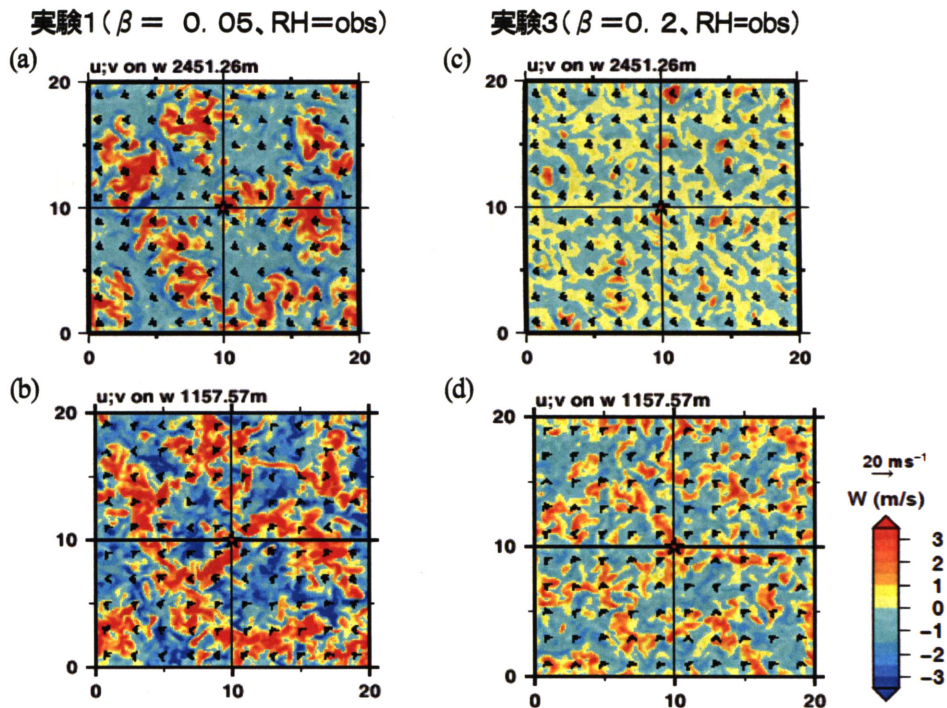 実験1(β= 0.05、RH=obs)
実験3(β=0.2、RH=obs)
(a)
u;v on w 2451.26m
20
10
0
0
10
20
(c)
u;v on w 2451.26m
20
10
0
0
10
20
(b)
u;v on w 1157.57m
20
10
0
0
10
20
(d)
u;v on w 1157.57m
20
10
0
0
10
20
20 ms⁻¹
W (m/s)
3
2
1
0
−1
−2
−3